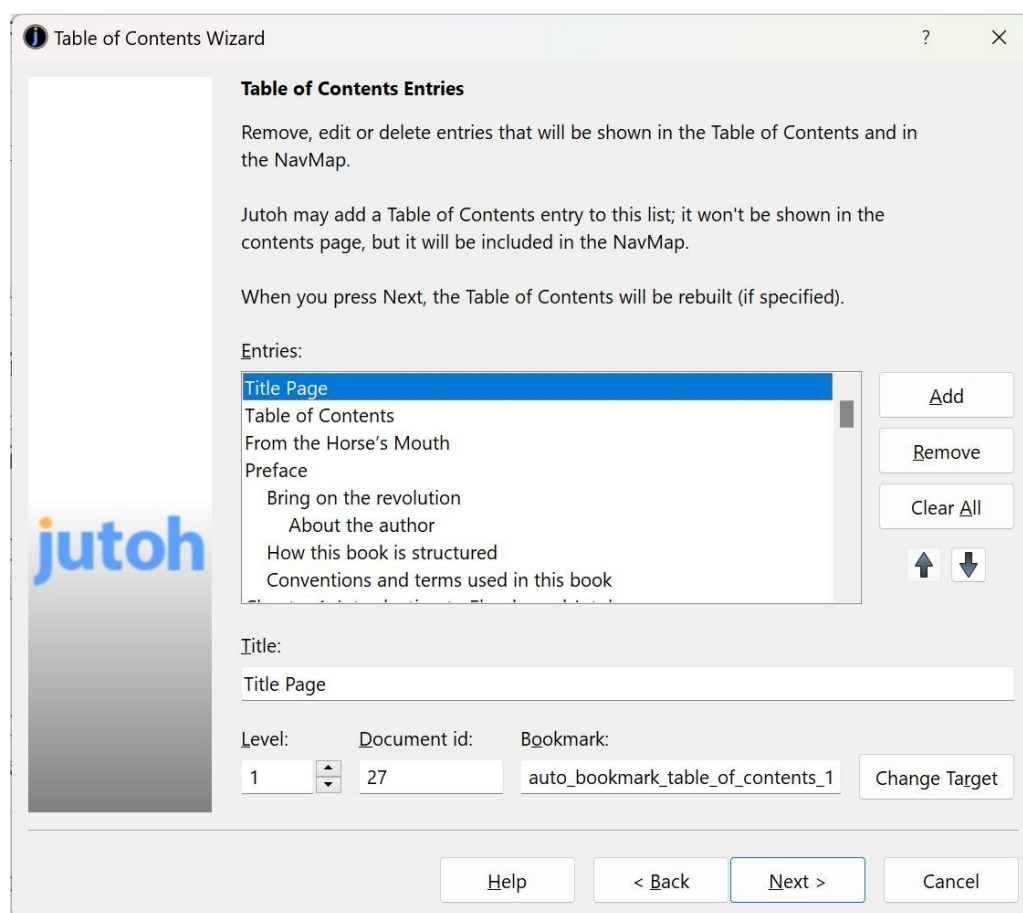 Table of Contents Wizard
?
Table of Contents Entries
Remove, edit or delete entries that will be shown in the Table of Contents and in
the NavMap.
Jutoh may add a Table of Contents entry to this list; it won't be shown in the
contents page, but it will be included in the NavMap.
When you press Next, the Table of Contents will be rebuilt (if specified).
Entries:
Title Page
Table of Contents
From the Horse’s Mouth
Preface
Bring on the revolution
About the author
How this book is structured
Conventions and terms used in this book
Add
Remove
Clear All
jutoh
Title:
Title Page
Level:
Document id:
Bookmark:
1
27
auto_bookmark_table_of_contents_1
Change Target
Help
< Back
Next >
Cancel